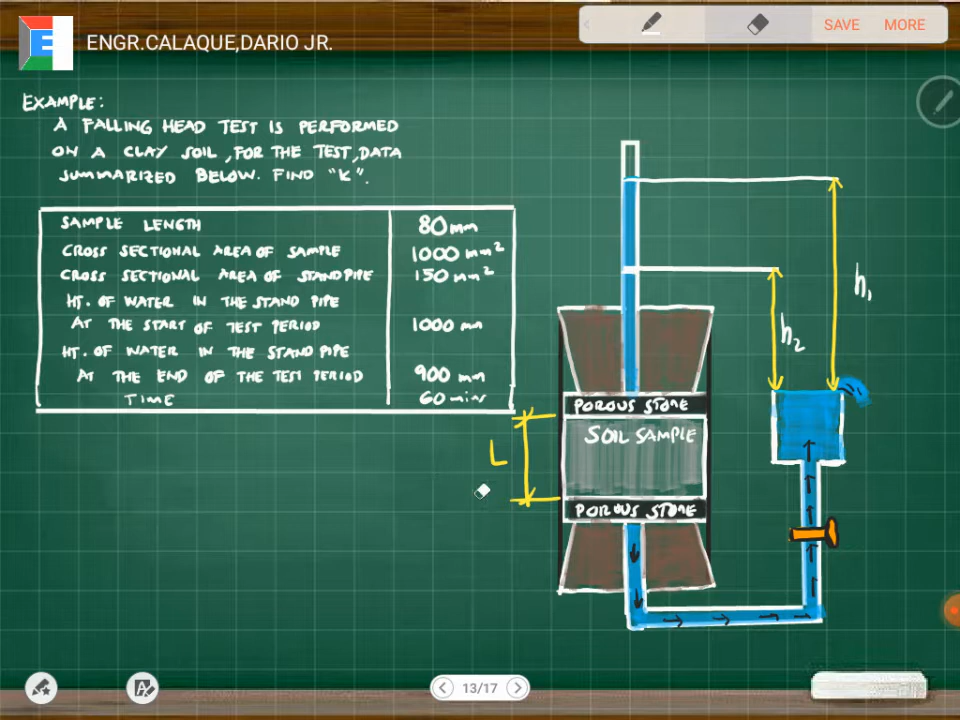 E
ENGR.CALAQUE,DARIO JR.
SAVE MORE
EXAMPLE:
A FALLING HEAD TEST IS PERFORMED
ON A CLAY SOIL, FOR THE TEST, DATA
SUMMARIZED BELOW. FIND "K".
SAMPLE LENGTH 80mm
CROSS SECTIONAL AREA OF SAMPLE 1000 mm²
CROSS SECTIONAL AREA OF STANDPIPE 150 mm²
HT. OF WATER IN THE STAND PIPE
AT THE START OF TEST PERIOD 1000 mm
HT. OF WATER IN THE STAND PIPE
AT THE END OF THE TEST PERIOD 900 mm
TIME 60 mins
h₁
h₂
POROUS STONE
SOIL SAMPLE
L
POROUS STONE
13/17